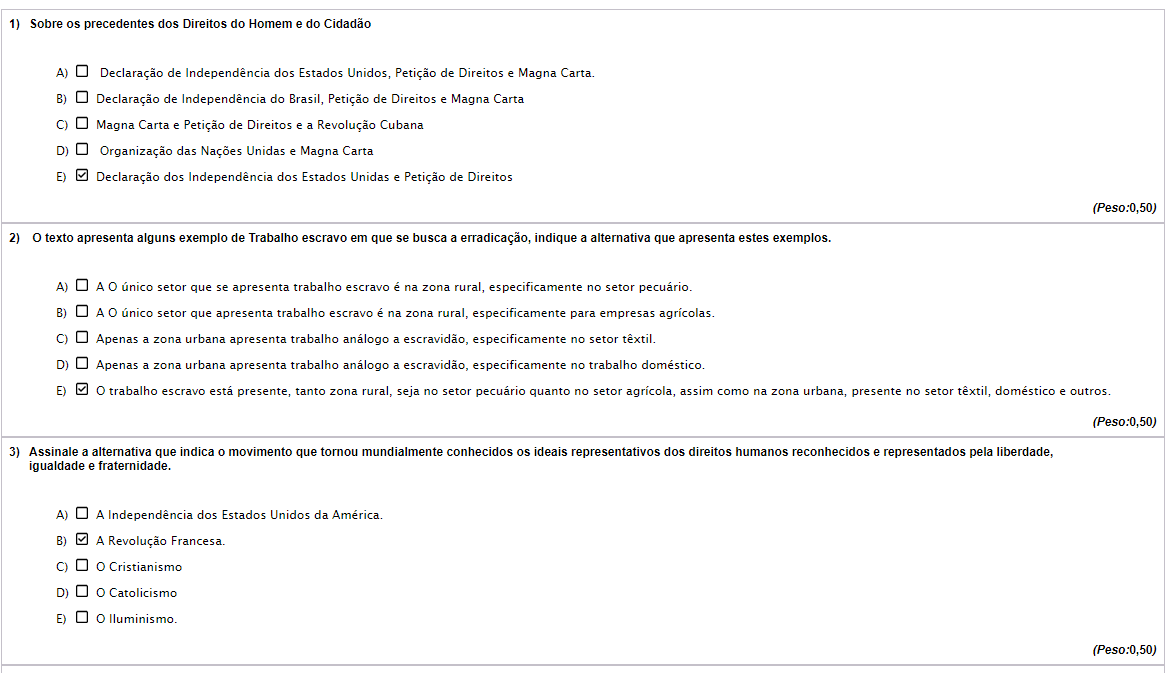 1) Sobre os precedentes dos Direitos do Homem e do Cidadão
A) Declaração de Independência dos Estados Unidos, Petição de Direitos e Magna Carta.
B) Declaração de Independência do Brasil, Petição de Direitos e Magna Carta
C) Magna Carta e Petição de Direitos e a Revolução Cubana
D) Organização das Nações Unidas e Magna Carta
E) Declaração dos Independência dos Estados Unidas e Petição de Direitos
(Peso:0,50)
2) O texto apresenta alguns exemplo de Trabalho escravo em que se busca a erradicação, indique a alternativa que apresenta estes exemplos.
A) A O único setor que se apresenta trabalho escravo é na zona rural, especificamente no setor pecuário.
B) A O único setor que apresenta trabalho escravo é na zona rural, especificamente para empresas agrícolas.
C) Apenas a zona urbana apresenta trabalho análogo a escravidão, especificamente no setor têxtil.
D) Apenas a zona urbana apresenta trabalho análogo a escravidão, especificamente no trabalho doméstico.
E) O trabalho escravo está presente, tanto zona rural, seja no setor pecuário quanto no setor agrícola, assim como na zona urbana, presente no setor têxtil, doméstico e outros.
(Peso:0,50)
3) Assinale a alternativa que indica o movimento que tornou mundialmente conhecidos os ideais representativos dos direitos humanos reconhecidos e representados pela liberdade,
igualdade e fraternidade.
A) A Independência dos Estados Unidos da América.
B) A Revolução Francesa.
C) O Cristianismo
D) O Catolicismo
E) O Iluminismo.
(Peso:0,50)